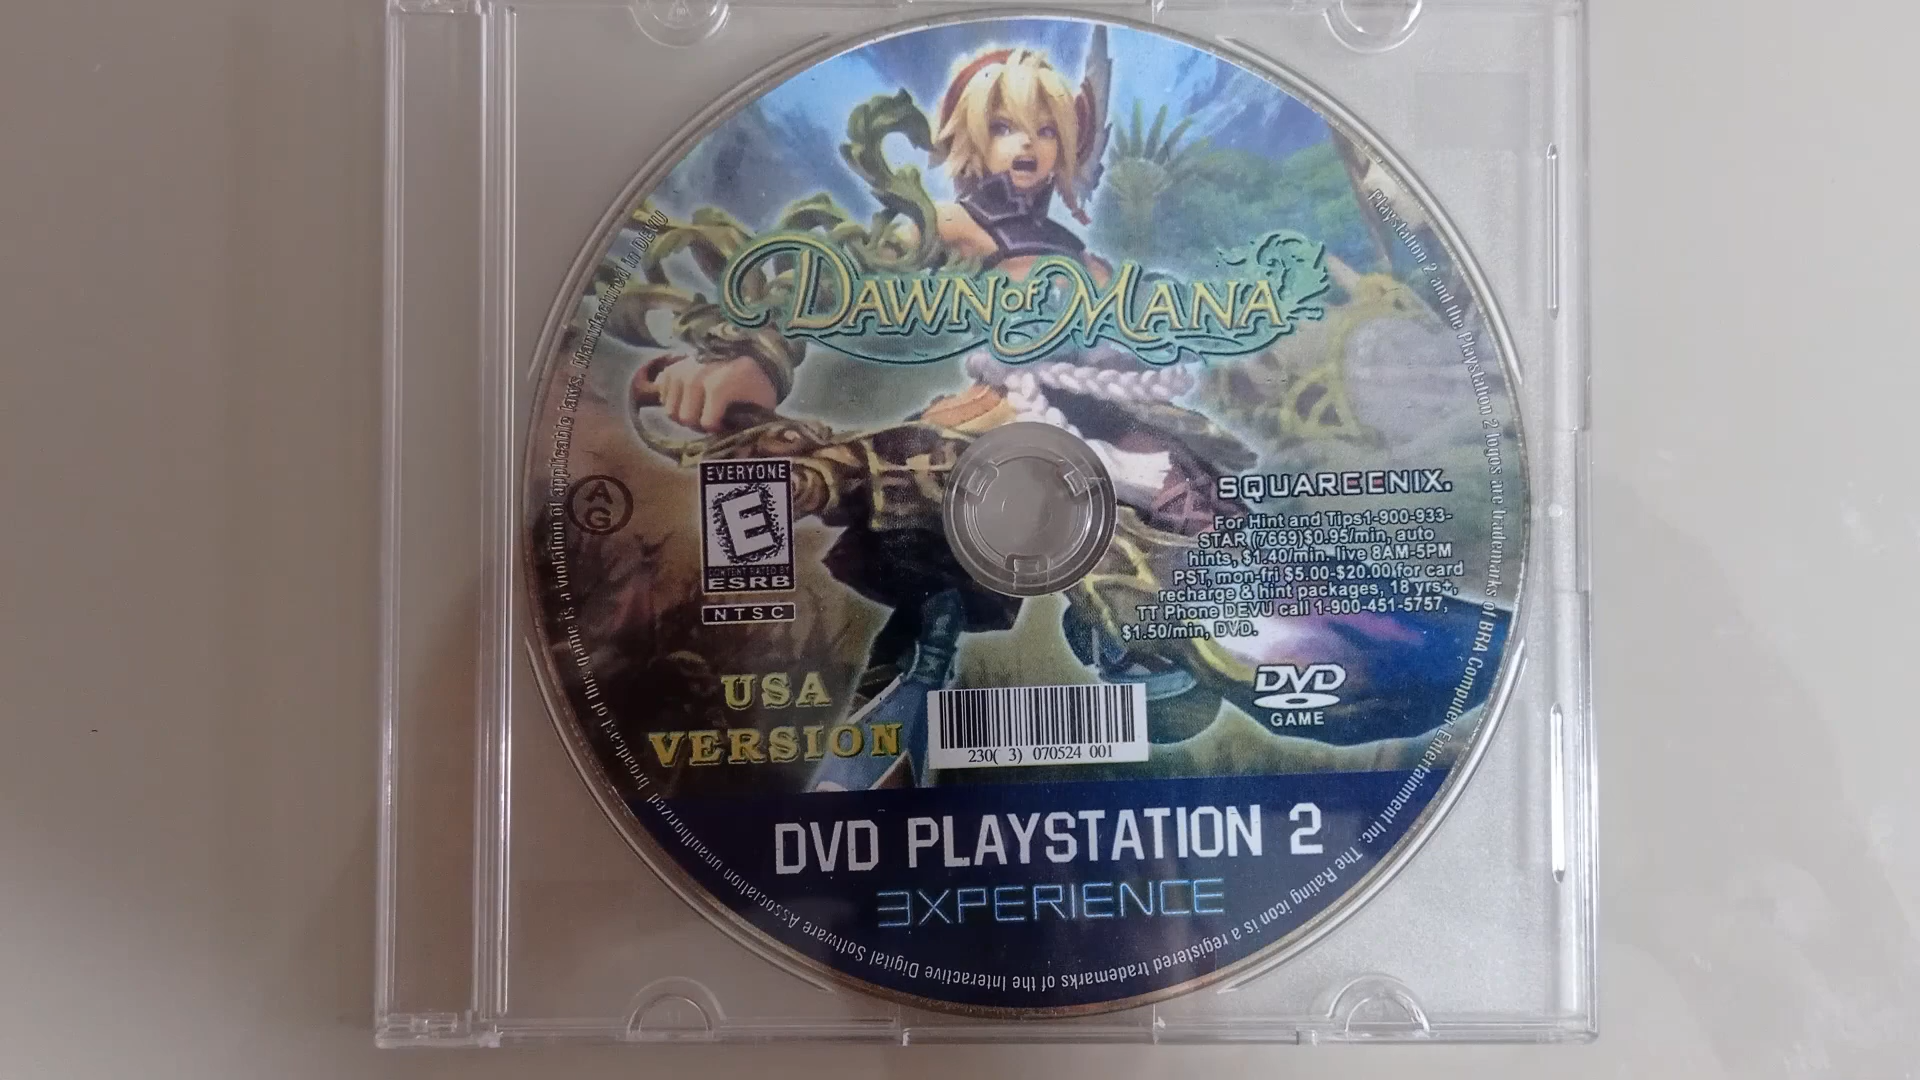 DAWN OF MANA
EVERYONE
E
CONTENT RATED BY
ESRB
NTSC
A
G
SQUARE ENIX.
For Hint and Tips1-900-933-
STAR (7669)$0.95/min, auto
hints, $1.40/min, live 8AM-5PM
PST, mon-fri $5.00-$20.00 for card
recharge & hint packages, 18 yrs+,
TT Phone DEVU call 1-900-451-5757,
$1.50/min, DVD.
USA
VERSION
230( 3) 070524 001
DVD
GAME
DVD PLAYSTATION 2
3XPERIENCE
Playstation 2 and the Playstation 2 logos are trademarks of BRA Computer Entertainment Inc. The Rating icon is a registered trademarks of the Interactive Digital Software Association unauthorized broadcast of this game is a violation of applicatie laws. Manufactured in DEVU